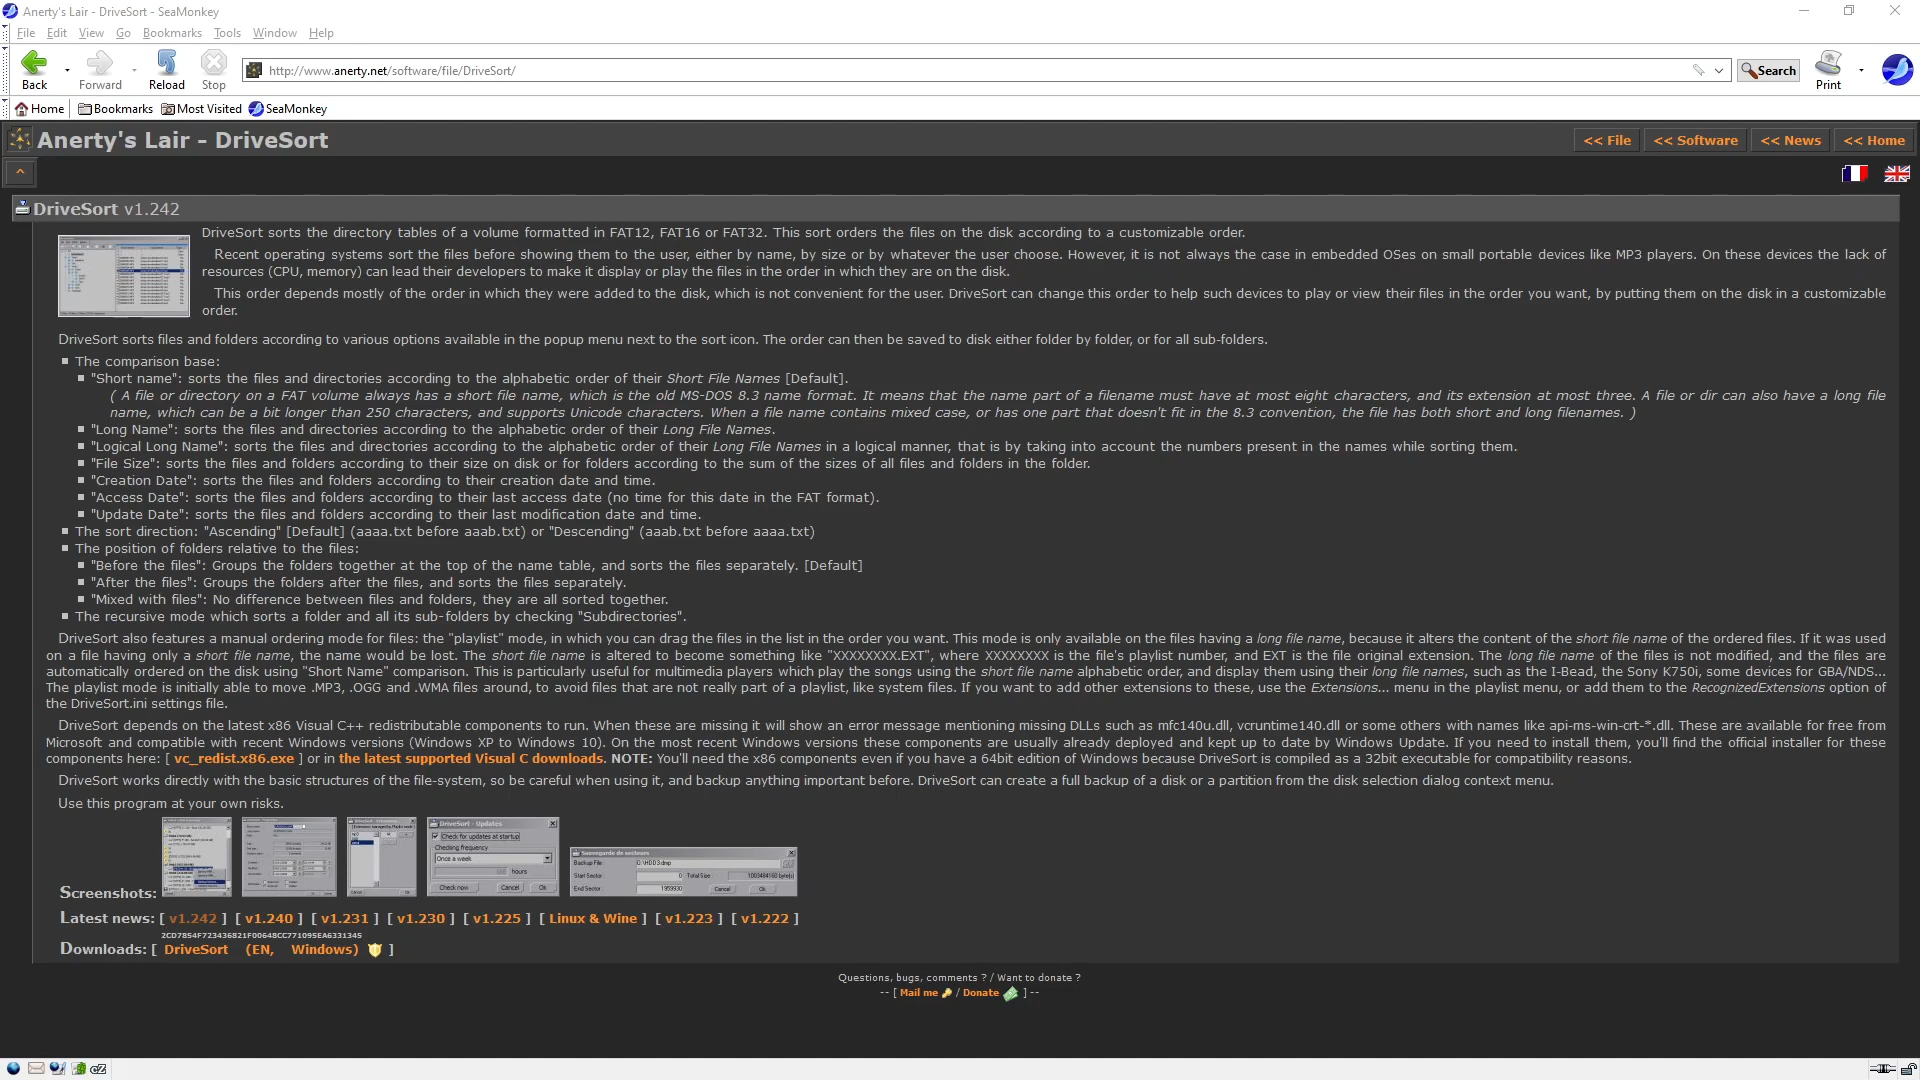 Anerty's Lair - DriveSort - SeaMonkey
File Edit View Go Bookmarks Tools Window Help
Back Forward Reload Stop http://www.anerty.net/software/file/DriveSort/ Search Print
Home Bookmarks Most Visited SeaMonkey
Anerty's Lair - DriveSort << File << Software << News << Home
^
DriveSort v1.242
DriveSort sorts the directory tables of a volume formatted in FAT12, FAT16 or FAT32. This sort orders the files on the disk according to a customizable order.
Recent operating systems sort the files before showing them to the user, either by name, by size or by whatever the user choose. However, it is not always the case in embedded OSes on small portable devices like MP3 players. On these devices the lack of
resources (CPU, memory) can lead their developers to make it display or play the files in the order in which they are on the disk.
This order depends mostly of the order in which they were added to the disk, which is not convenient for the user. DriveSort can change this order to help such devices to play or view their files in the order you want, by putting them on the disk in a customizable
order.
DriveSort sorts files and folders according to various options available in the popup menu next to the sort icon. The order can then be saved to disk either folder by folder, or for all sub-folders.
The comparison base:
"Short name": sorts the files and directories according to the alphabetic order of their Short File Names [Default].
( A file or directory on a FAT volume always has a short file name, which is the old MS-DOS 8.3 name format. It means that the name part of a filename must have at most eight characters, and its extension at most three. A file or dir can also have a long file
name, which can be a bit longer than 250 characters, and supports Unicode characters. When a file name contains mixed case, or has one part that doesn't fit in the 8.3 convention, the file has both short and long filenames. )
"Long Name": sorts the files and directories according to the alphabetic order of their Long File Names.
"Logical Long Name": sorts the files and directories according to the alphabetic order of their Long File Names in a logical manner, that is by taking into account the numbers present in the names while sorting them.
"File Size": sorts the files and folders according to their size on disk or for folders according to the sum of the sizes of all files and folders in the folder.
"Creation Date": sorts the files and folders according to their creation date and time.
"Access Date": sorts the files and folders according to their last access date (no time for this date in the FAT format).
"Update Date": sorts the files and folders according to their last modification date and time.
The sort direction: "Ascending" [Default] (aaaa.txt before aaab.txt) or "Descending" (aaab.txt before aaaa.txt)
The position of folders relative to the files:
"Before the files": Groups the folders together at the top of the name table, and sorts the files separately. [Default]
"After the files": Groups the folders after the files, and sorts the files separately.
"Mixed with files": No difference between files and folders, they are all sorted together.
The recursive mode which sorts a folder and all its sub-folders by checking "Subdirectories".
DriveSort also features a manual ordering mode for files: the "playlist" mode, in which you can drag the files in the list in the order you want. This mode is only available on the files having a long file name, because it alters the content of the short file name of the ordered files. If it was used
on a file having only a short file name, the name would be lost. The short file name is altered to become something like "XXXXXXXX.EXT", where XXXXXXXX is the file's playlist number, and EXT is the file original extension. The long file name of the files is not modified, and the files are
automatically ordered on the disk using "Short Name" comparison. This is particularly useful for multimedia players which play the songs using the short file name alphabetic order, and display them using their long file names, such as the I-Bead, the Sony K750i, some devices for GBA/NDS...
The playlist mode is initially able to move .MP3, .OGG and .WMA files around, to avoid files that are not really part of a playlist, like system files. If you want to add other extensions to these, use the Extensions... menu in the playlist menu, or add them to the RecognizedExtensions option of
the DriveSort.ini settings file.
DriveSort depends on the latest x86 Visual C++ redistributable components to run. When these are missing it will show an error message mentioning missing DLLs such as mfc140u.dll, vcruntime140.dll or some others with names like api-ms-win-crt-*.dll. These are available for free from
Microsoft and compatible with recent Windows versions (Windows XP to Windows 10). On the most recent Windows versions these components are usually already deployed and kept up to date by Windows Update. If you need to install them, you'll find the official installer for these
components here: [ vc_redist.x86.exe ] or in the latest supported Visual C downloads. NOTE: You'll need the x86 components even if you have a 64bit edition of Windows because DriveSort is compiled as a 32bit executable for compatibility reasons.
DriveSort works directly with the basic structures of the file-system, so be careful when using it, and backup anything important before. DriveSort can create a full backup of a disk or a partition from the disk selection dialog context menu.
Use this program at your own risks.
DriveSort - Updates
Check for updates at startup
Checking frequency
Once a week
hours
Check now Cancel Ok
Sauvegarde de secteurs
Backup File: D:\HDD3.dmp
Start Sector 0 Total Size 1003484160 byte(s)
End Sector 1959930 Cancel Ok
Screenshots:
Latest news: [ v1.242 ] [ v1.240 ] [ v1.231 ] [ v1.230 ] [ v1.225 ] [ Linux & Wine ] [ v1.223 ] [ v1.222 ]
2CD7854F723436821F00648CC771095EA6331345
Downloads: [ DriveSort (EN, Windows) ]
Questions, bugs, comments ? / Want to donate ?
-- [ Mail me / Donate ] --